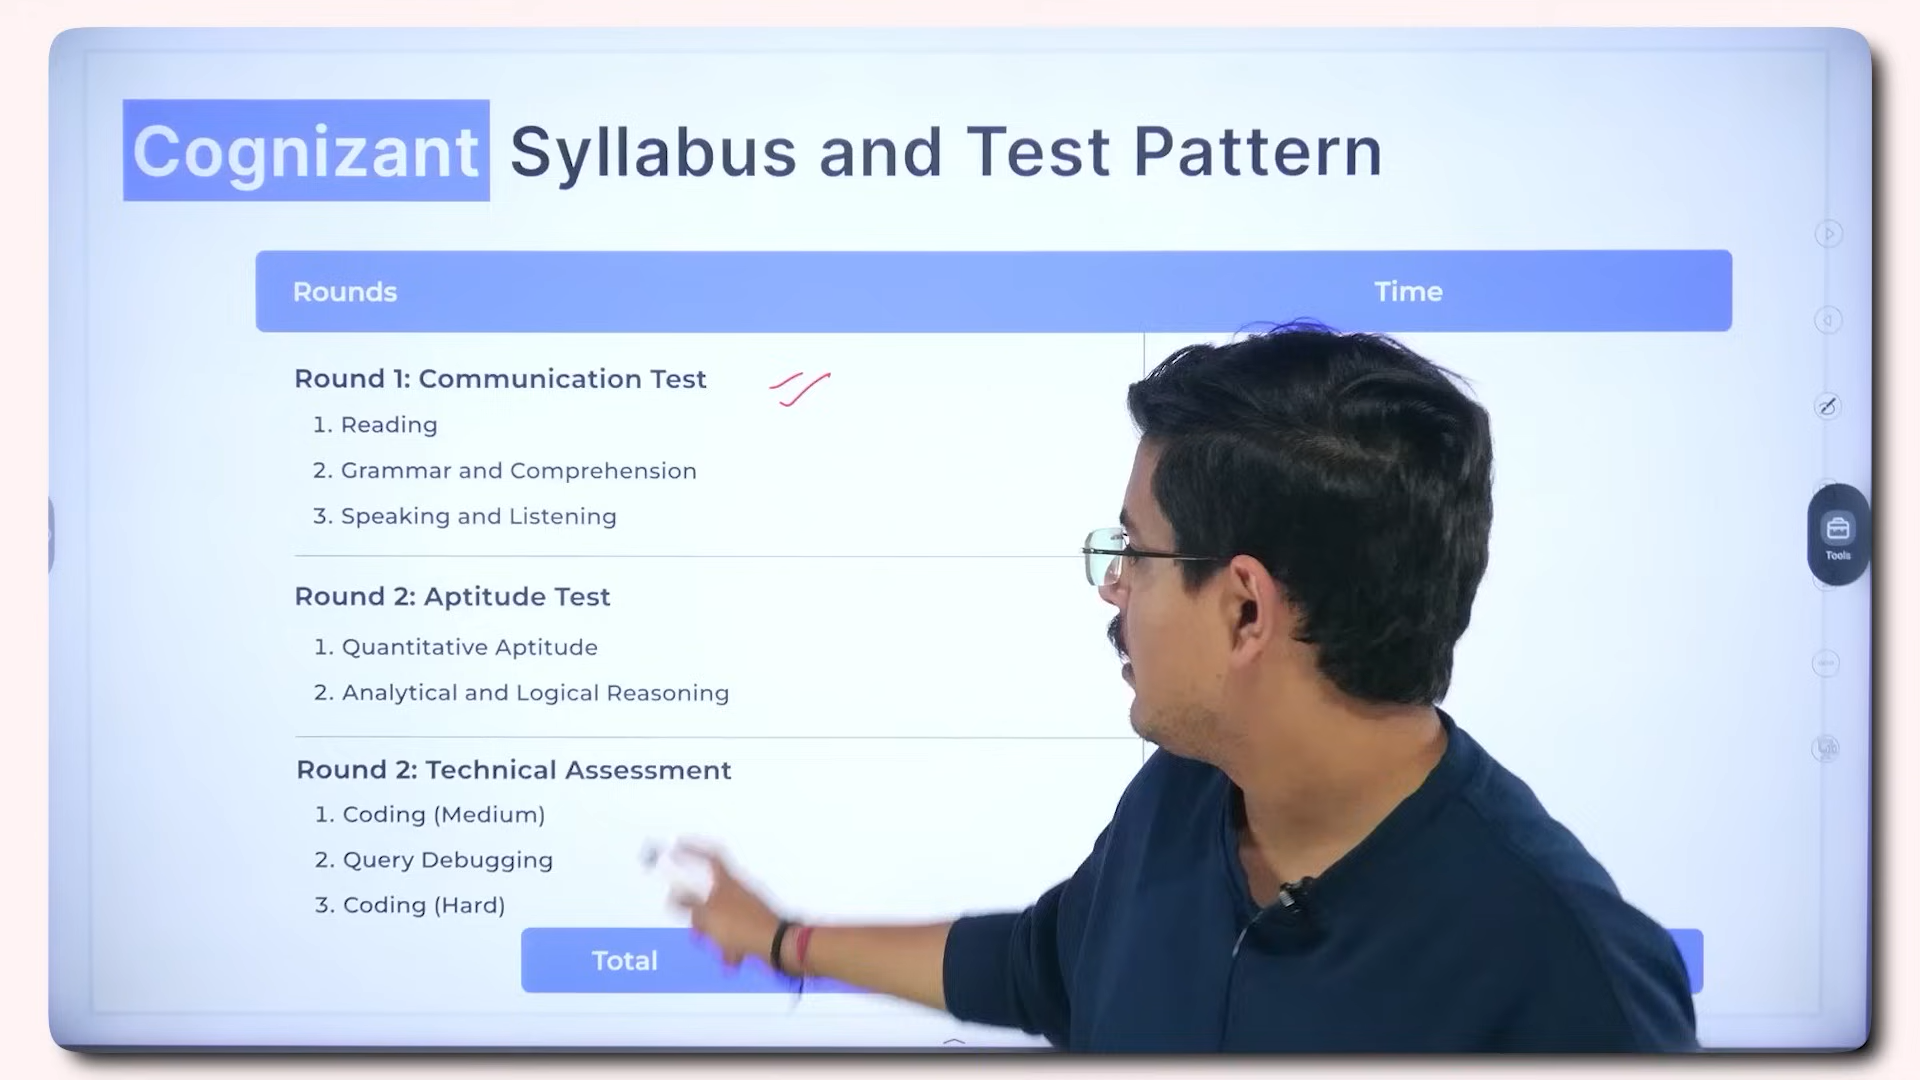 Cognizant Syllabus and Test Pattern
Rounds Time
Round 1: Communication Test
1. Reading
2. Grammar and Comprehension
3. Speaking and Listening
Round 2: Aptitude Test
1. Quantitative Aptitude
2. Analytical and Logical Reasoning
Round 2: Technical Assessment
1. Coding (Medium)
2. Query Debugging
3. Coding (Hard)
Total
Tools